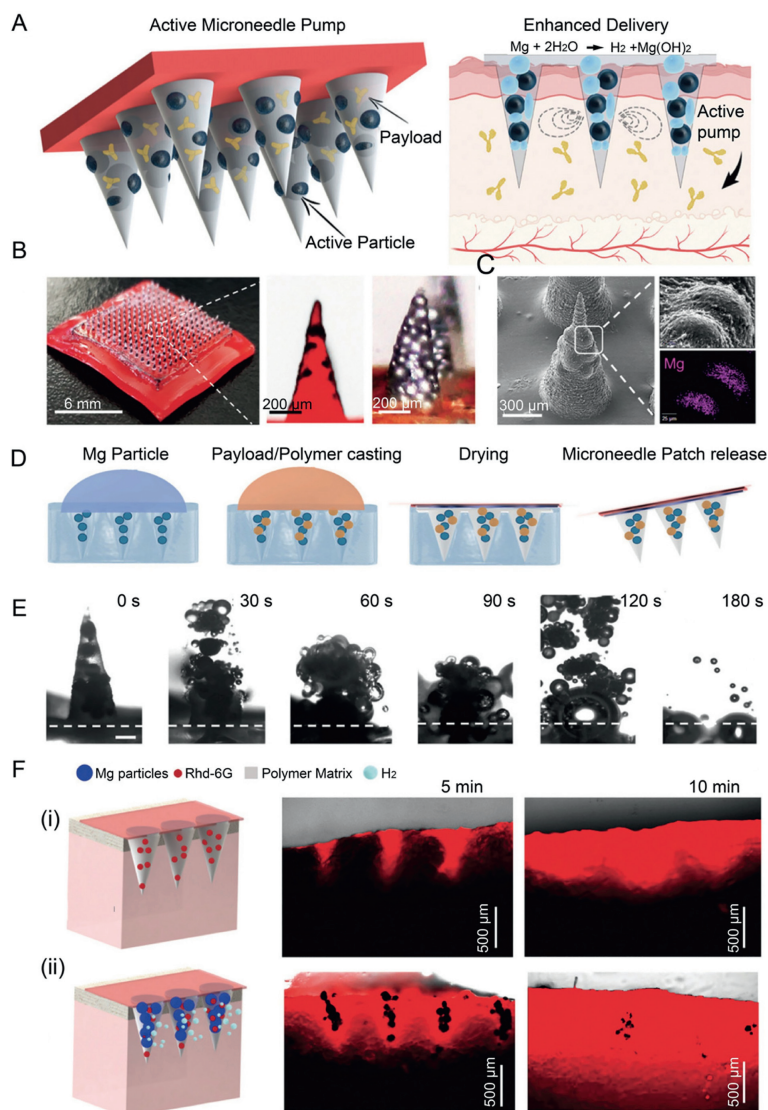 A
Active Microneedle Pump
Payload
Active Particle
Enhanced Delivery
Mg + 2H₂O → H₂ +Mg(OH)₂
Active
pump
B
6 mm
200 µm
200 µm
C
300 µm
Mg
25 µm
D
Mg Particle
Payload/Polymer casting
Drying
Microneedle Patch release
E
0 s
30 s
60 s
90 s
120 s
180 s
F
Mg particles
Rhd-6G
Polymer Matrix
H₂
(i)
5 min
10 min
500 µm
500 µm
(ii)
500 µm
500 µm